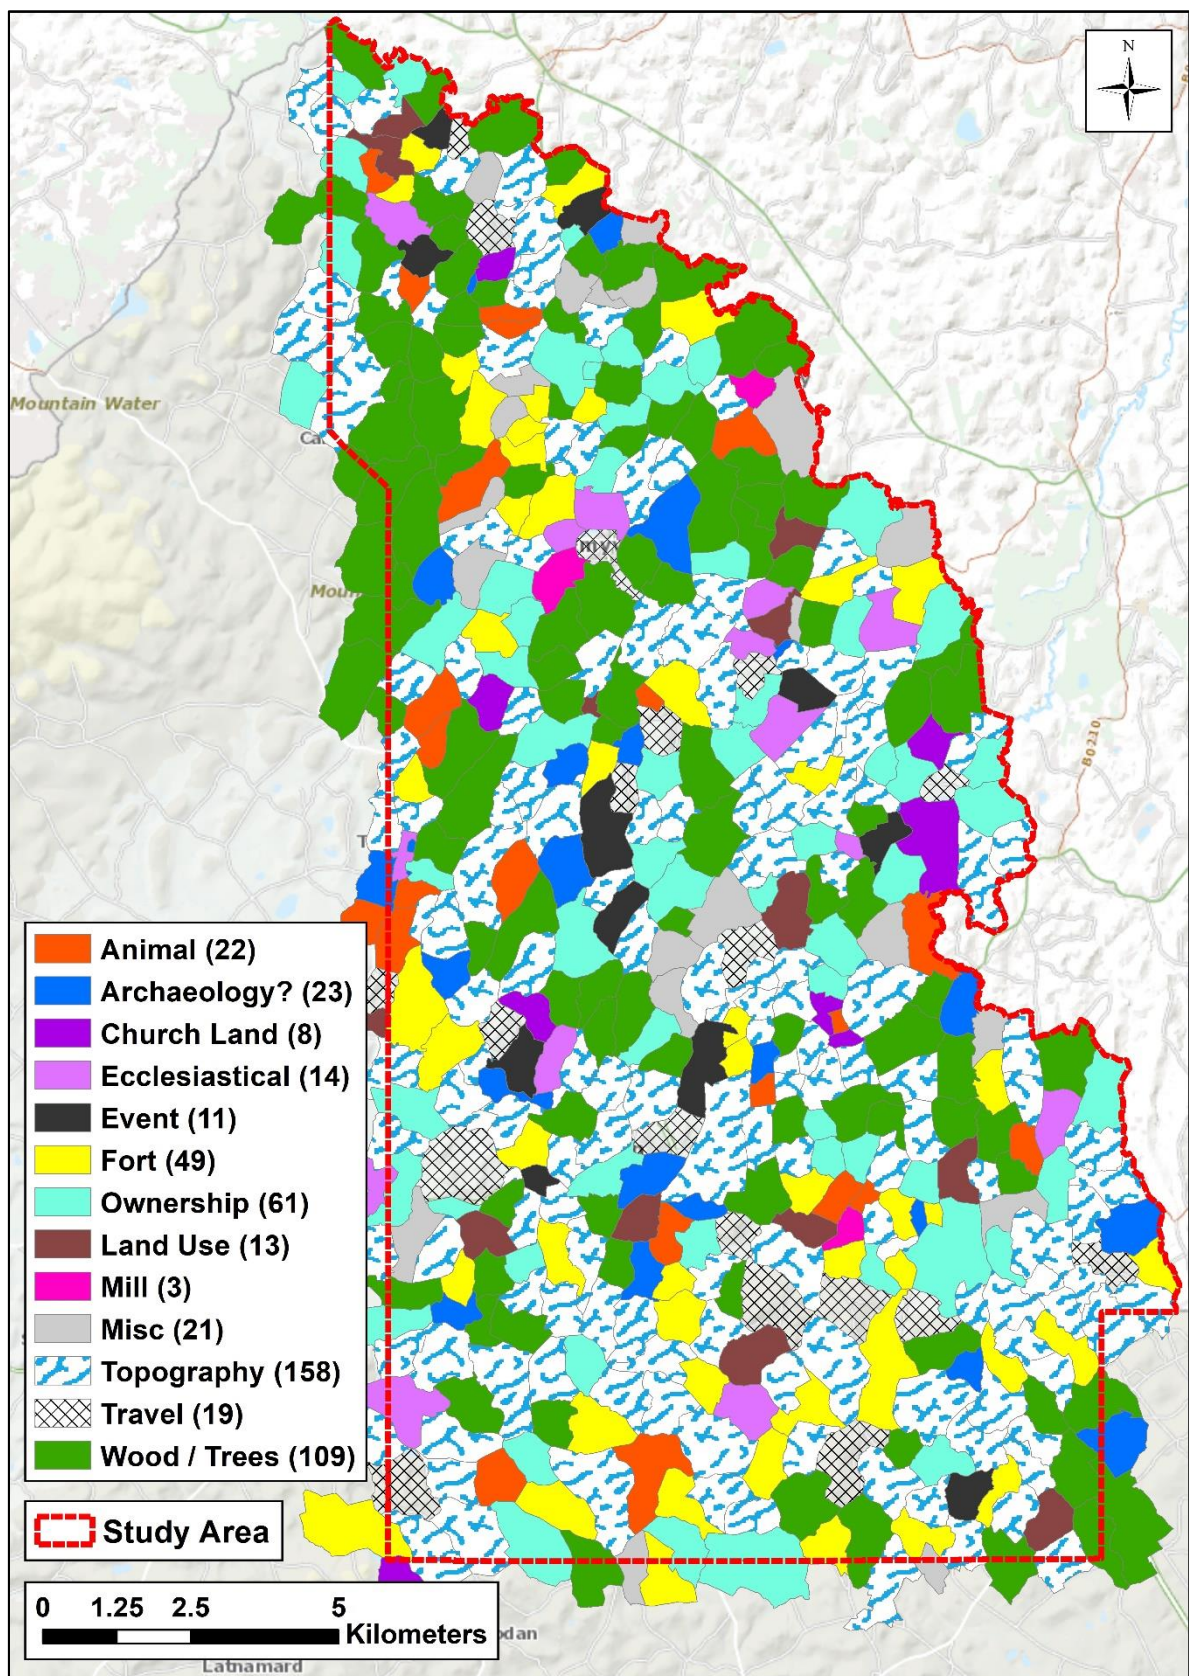 N
Mountain Water
B0210
Animal (22)
Archaeology? (23)
Church Land (8)
Ecclesiastical (14)
Event (11)
Fort (49)
Ownership (61)
Land Use (13)
Mill (3)
Misc (21)
Topography (158)
Travel (19)
Wood / Trees (109)
Study Area
0 1.25 2.5 5
Kilometers
Latnamard